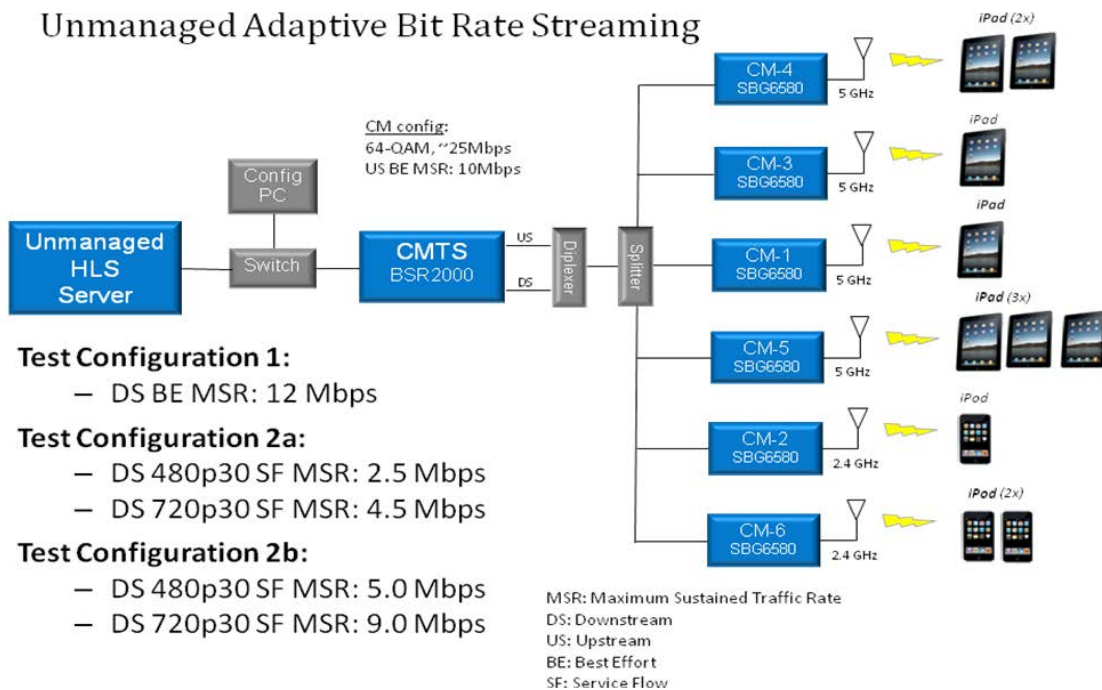 Unmanaged Adaptive Bit Rate Streaming
iPad (2x)
CM-4
SBG6580
5 GHz
CM config:
64-QAM, ~25Mbps
US BE MSR: 10Mbps
iPad
CM-3
SBG6580
5 GHz
Config
PC
iPad
Unmanaged
HLS
Server
Switch
CMTS
BSR2000
US
DS
Diplexer
Splitter
CM-1
SBG6580
5 GHz
iPad (3x)
CM-5
SBG6580
5 GHz
Test Configuration 1:
– DS BE MSR: 12 Mbps
iPod
CM-2
SBG6580
2.4 GHz
Test Configuration 2a:
– DS 480p30 SF MSR: 2.5 Mbps
– DS 720p30 SF MSR: 4.5 Mbps
iPod (2x)
CM-6
SBG6580
2.4 GHz
Test Configuration 2b:
– DS 480p30 SF MSR: 5.0 Mbps
– DS 720p30 SF MSR: 9.0 Mbps
MSR: Maximum Sustained Traffic Rate
DS: Downstream
US: Upstream
BE: Best Effort
SF: Service Flow